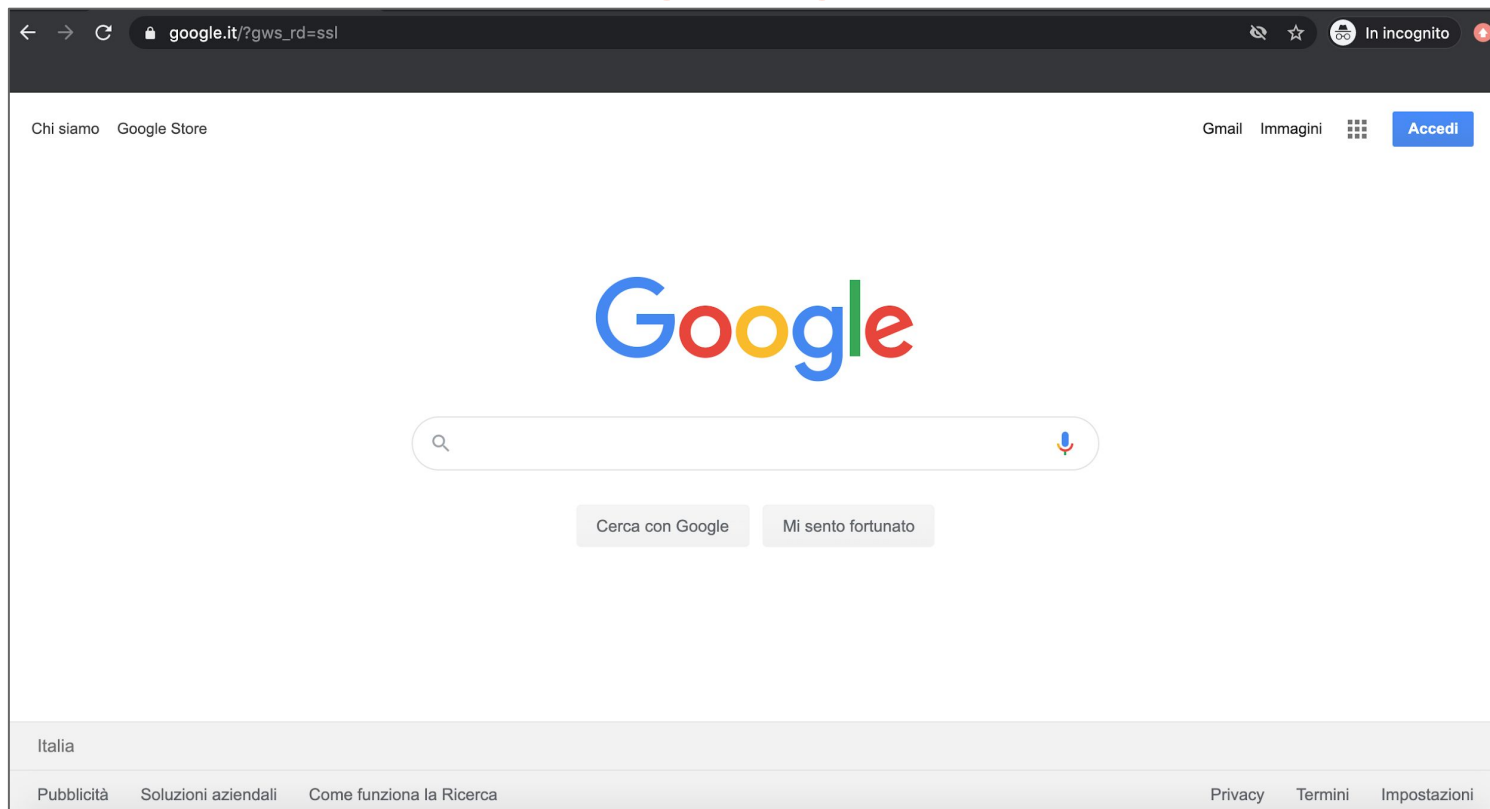 google.it/?gws_rd=ssl In incognito
Chi siamo Google Store Gmail Immagini Accedi
Google
Cerca con Google Mi sento fortunato
Italia
Pubblicità Soluzioni aziendali Come funziona la Ricerca Privacy Termini Impostazioni